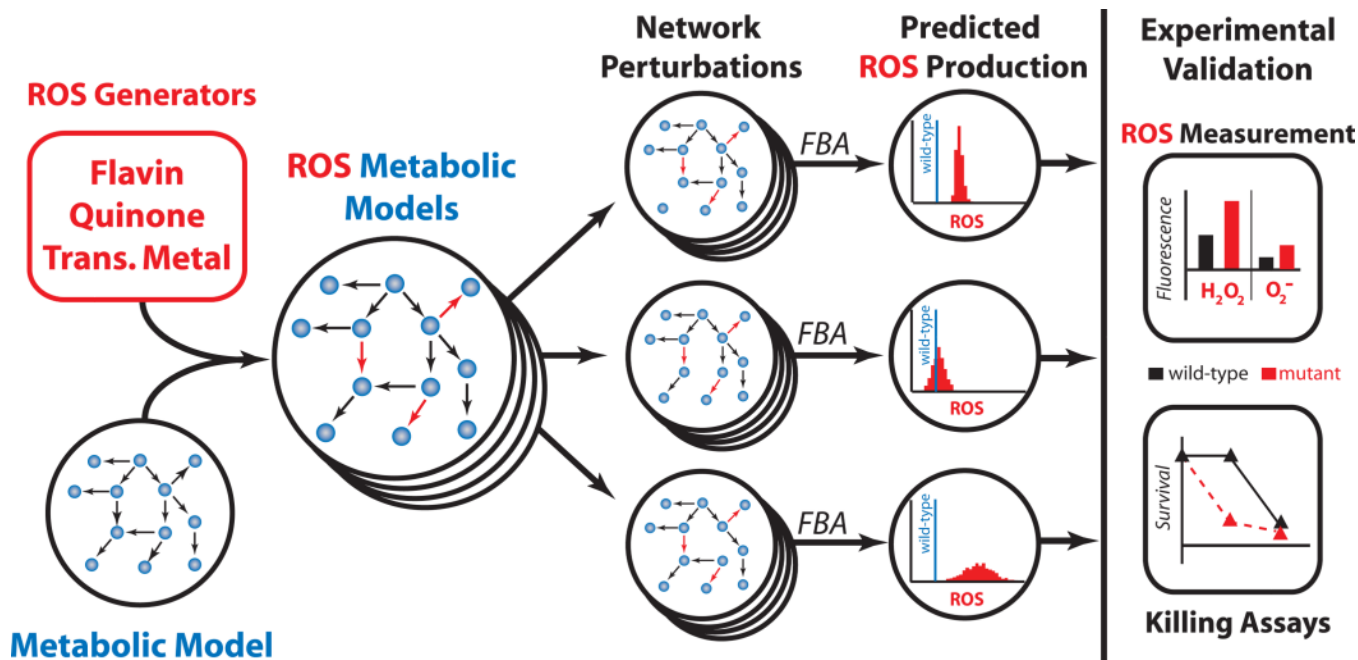 ROS Generators
Flavin
Quinone
Trans. Metal
Metabolic Model
ROS Metabolic
Models
Network
Perturbations
FBA
FBA
FBA
Predicted
ROS Production
wild-type
ROS
wild-type
ROS
wild-type
ROS
Experimental
Validation
ROS Measurement
Fluorescence
H₂O₂
O₂⁻
wild-type
mutant
Survival
Killing Assays